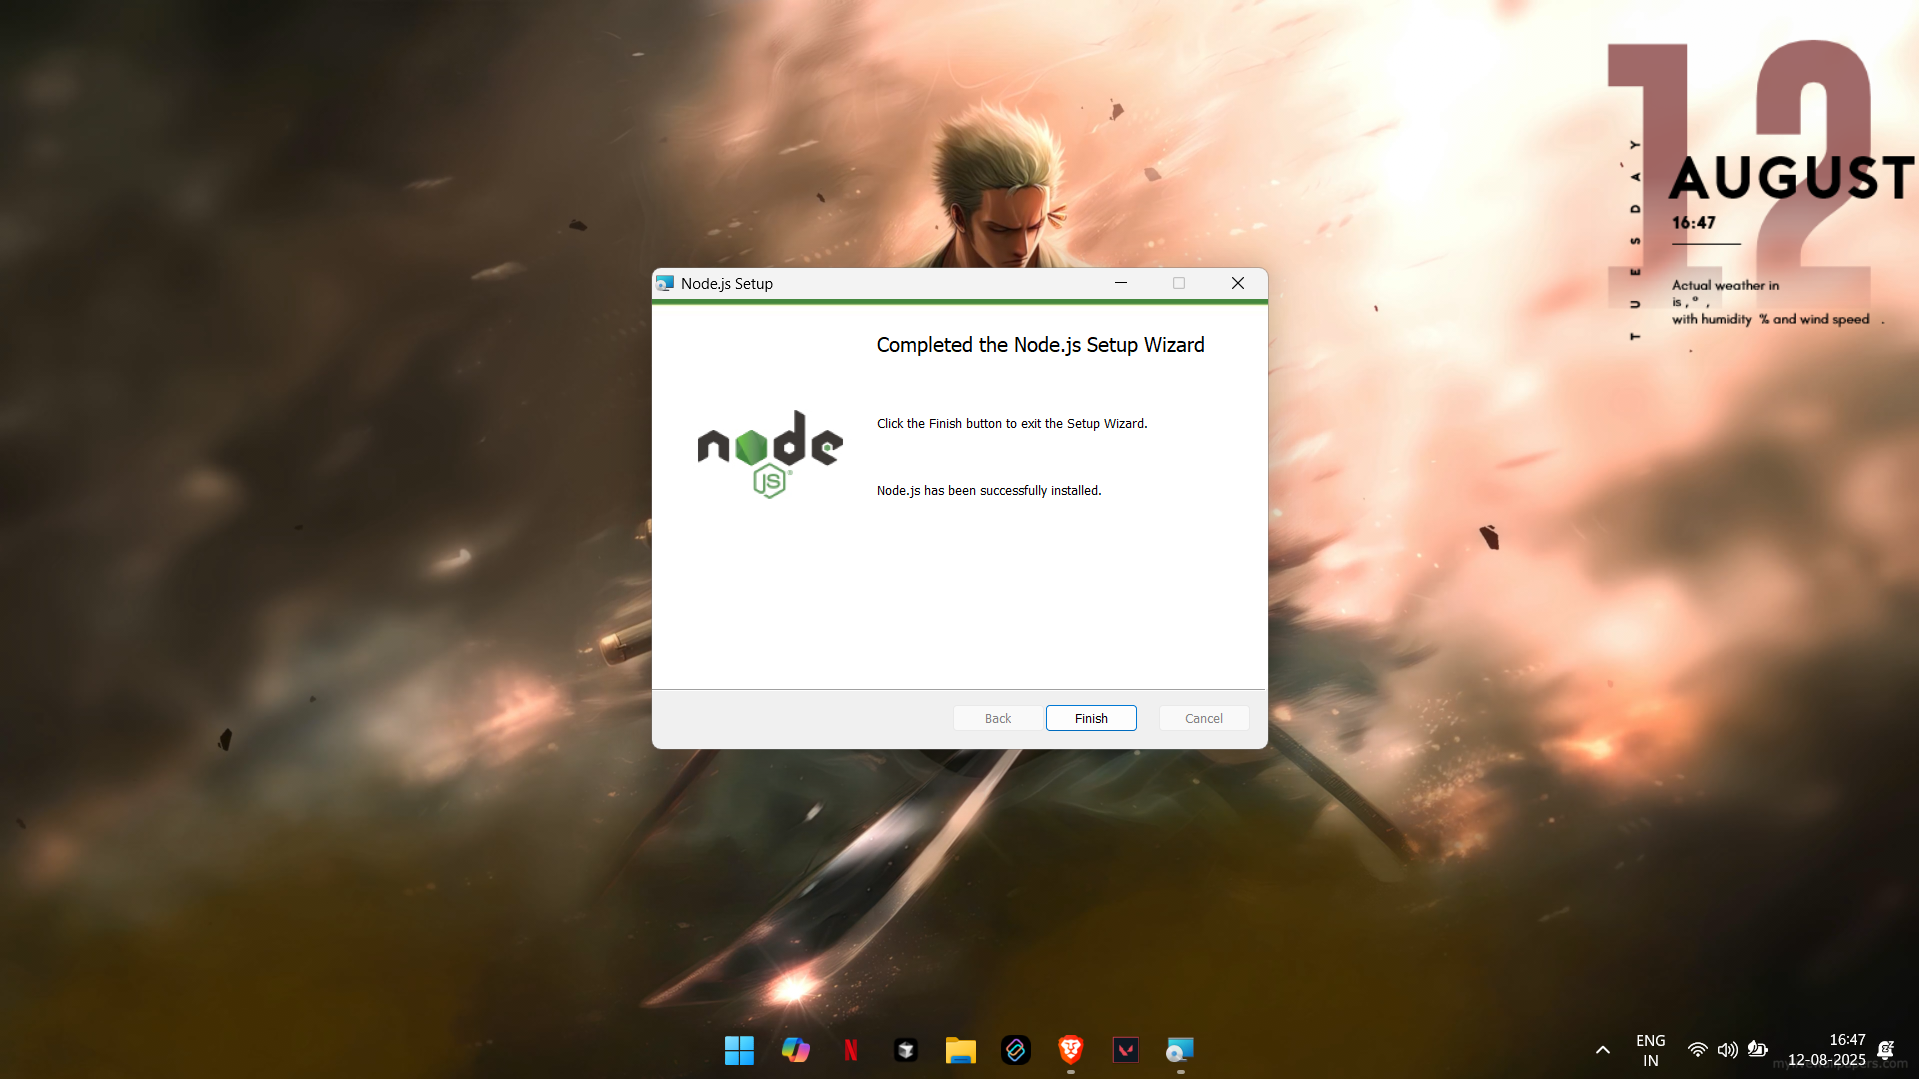 12
TUESDAY
AUGUST
16:47
Actual weather in
is , ° ,
with humidity % and wind speed .
Node.js Setup
Completed the Node.js Setup Wizard
node
JS
Click the Finish button to exit the Setup Wizard.
Node.js has been successfully installed.
Back
Finish
Cancel
ENG
IN
16:47
12-08-2025